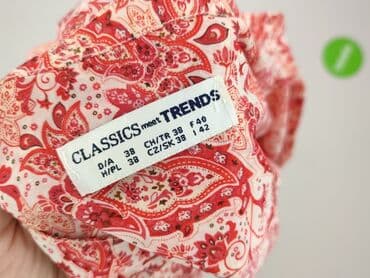 CLASSICS meet TRENDS
D/A 38 CH/TR 38 F 40
H/PL 38 CZ/SK 38 I 42